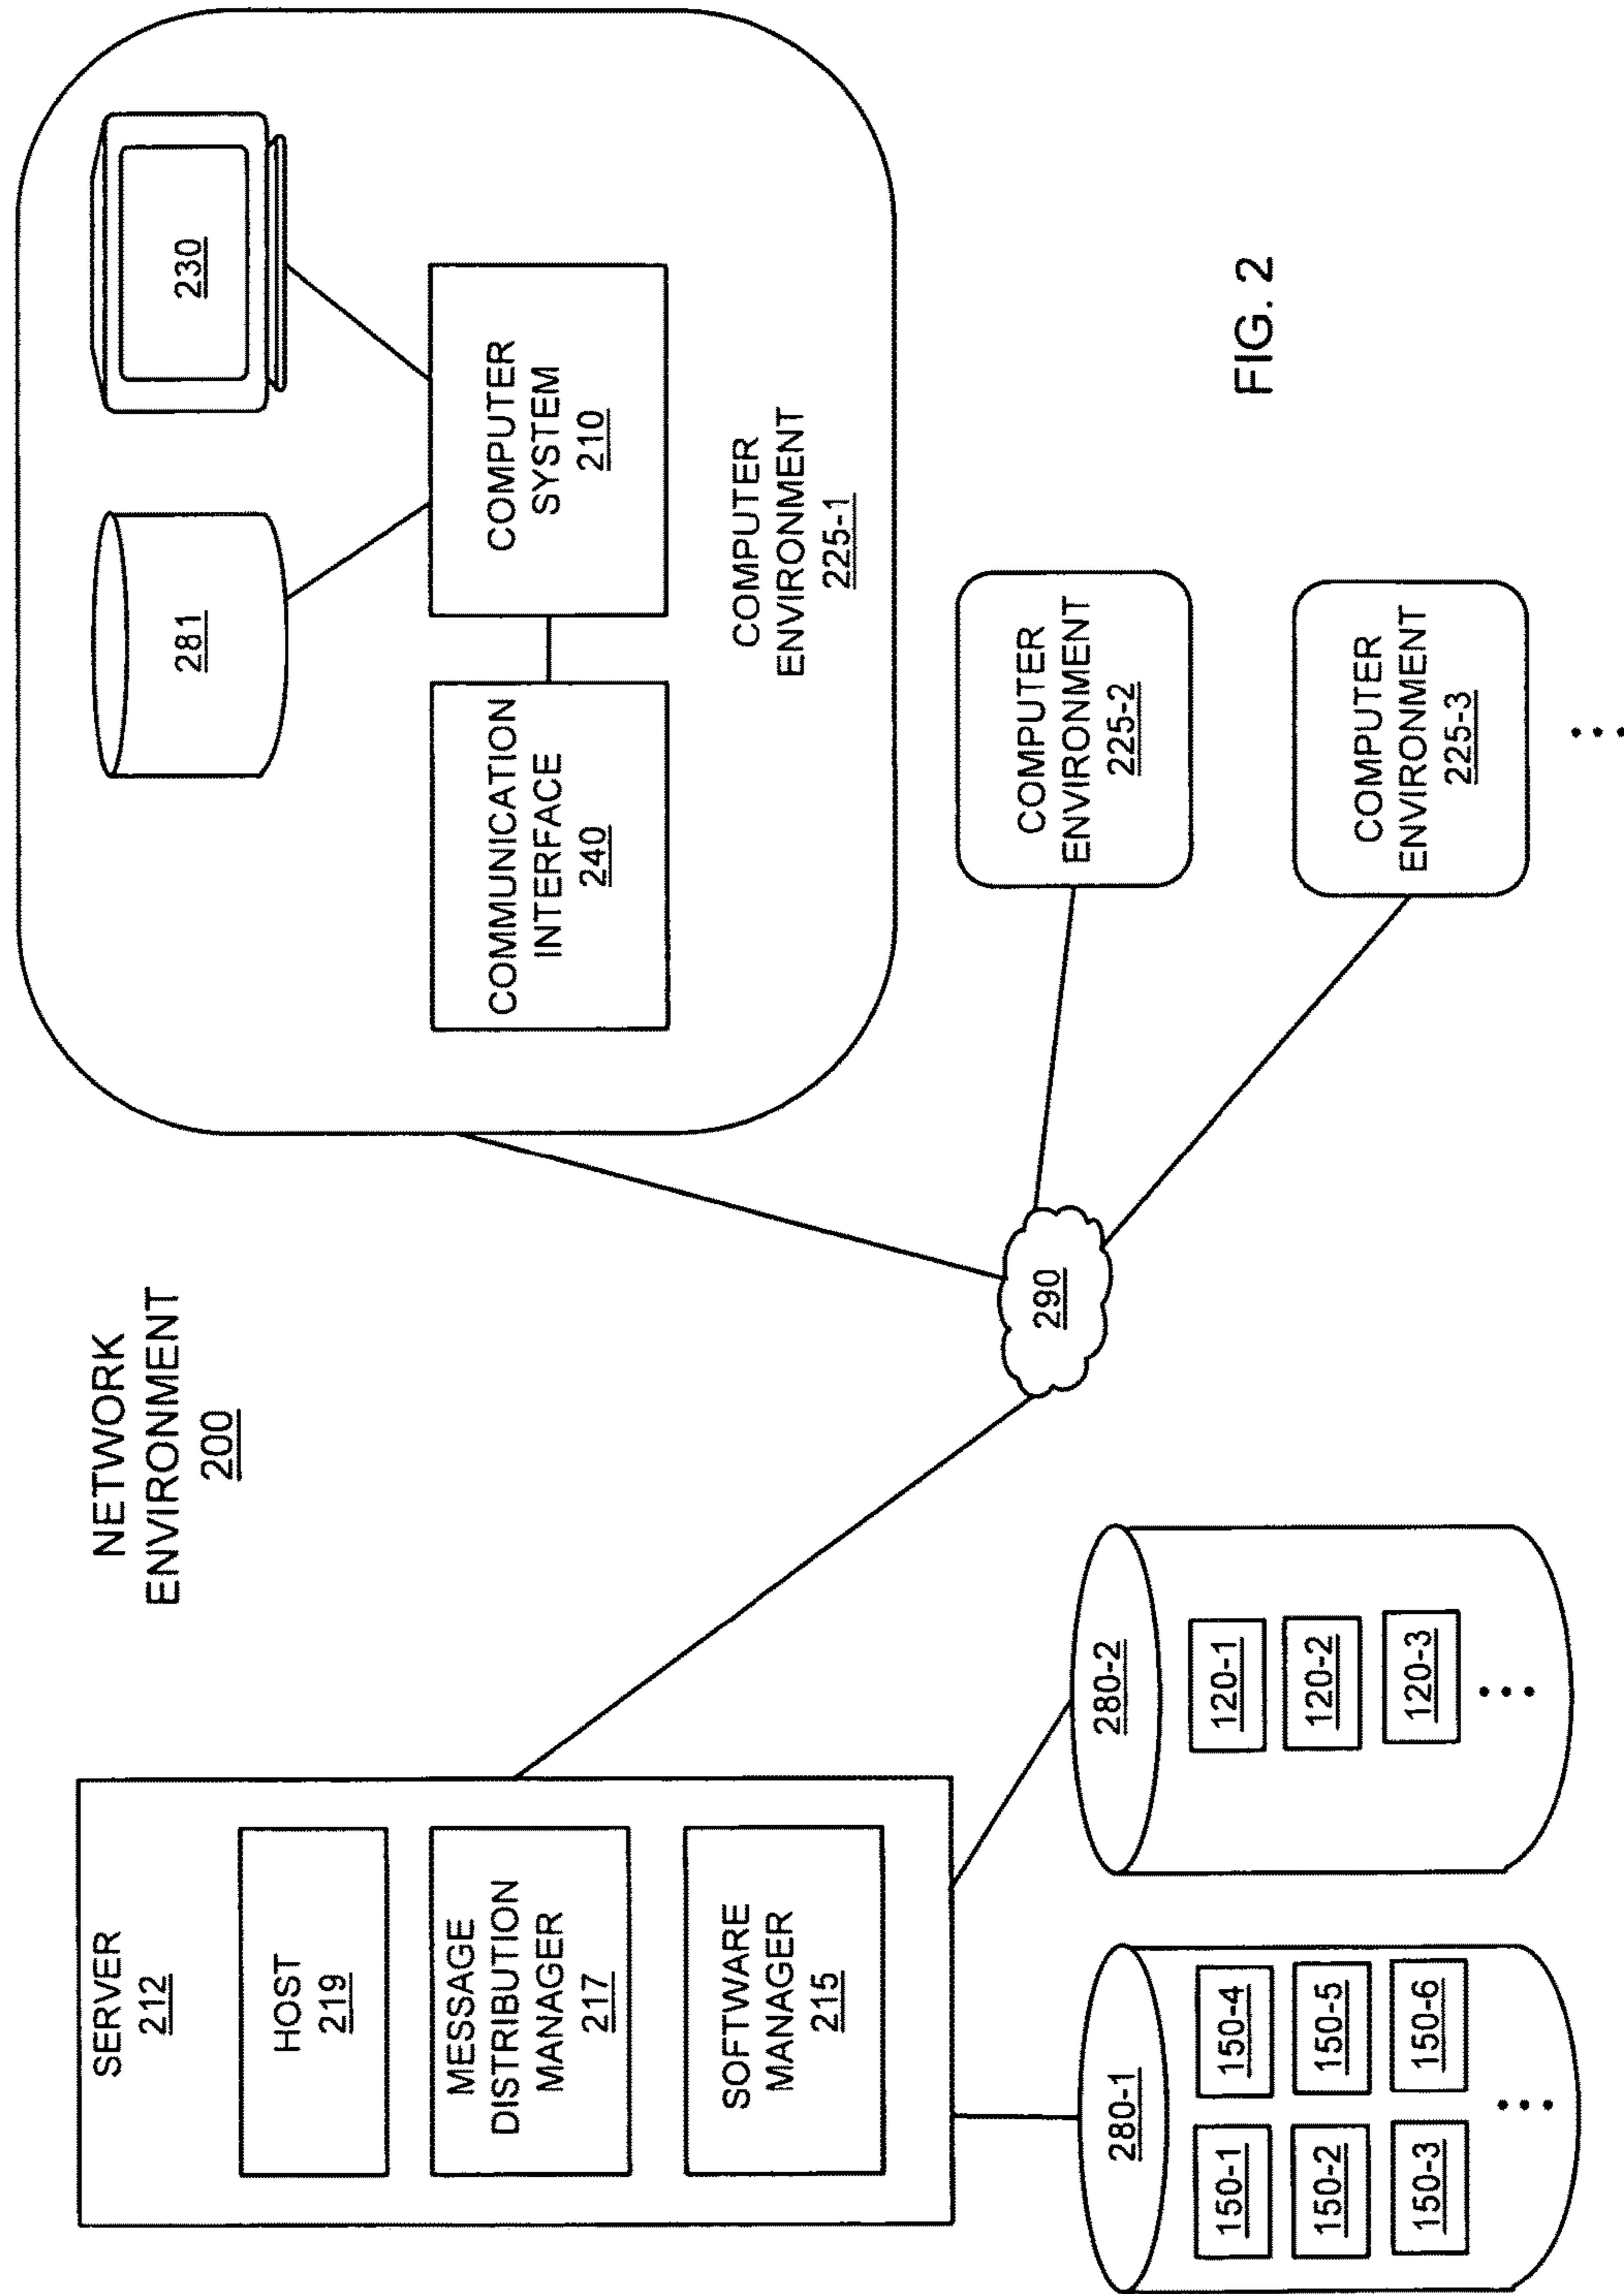 NETWORK
ENVIRONMENT
200
SERVER
212
HOST
219
MESSAGE
DISTRIBUTION
MANAGER
217
SOFTWARE
MANAGER
215
280-1
150-1
150-4
150-2
150-5
150-3
150-6
...
280-2
120-1
120-2
120-3
...
290
281
230
COMMUNICATION
INTERFACE
240
COMPUTER
SYSTEM
210
COMPUTER
ENVIRONMENT
225-1
COMPUTER
ENVIRONMENT
225-2
COMPUTER
ENVIRONMENT
225-3
...
FIG. 2